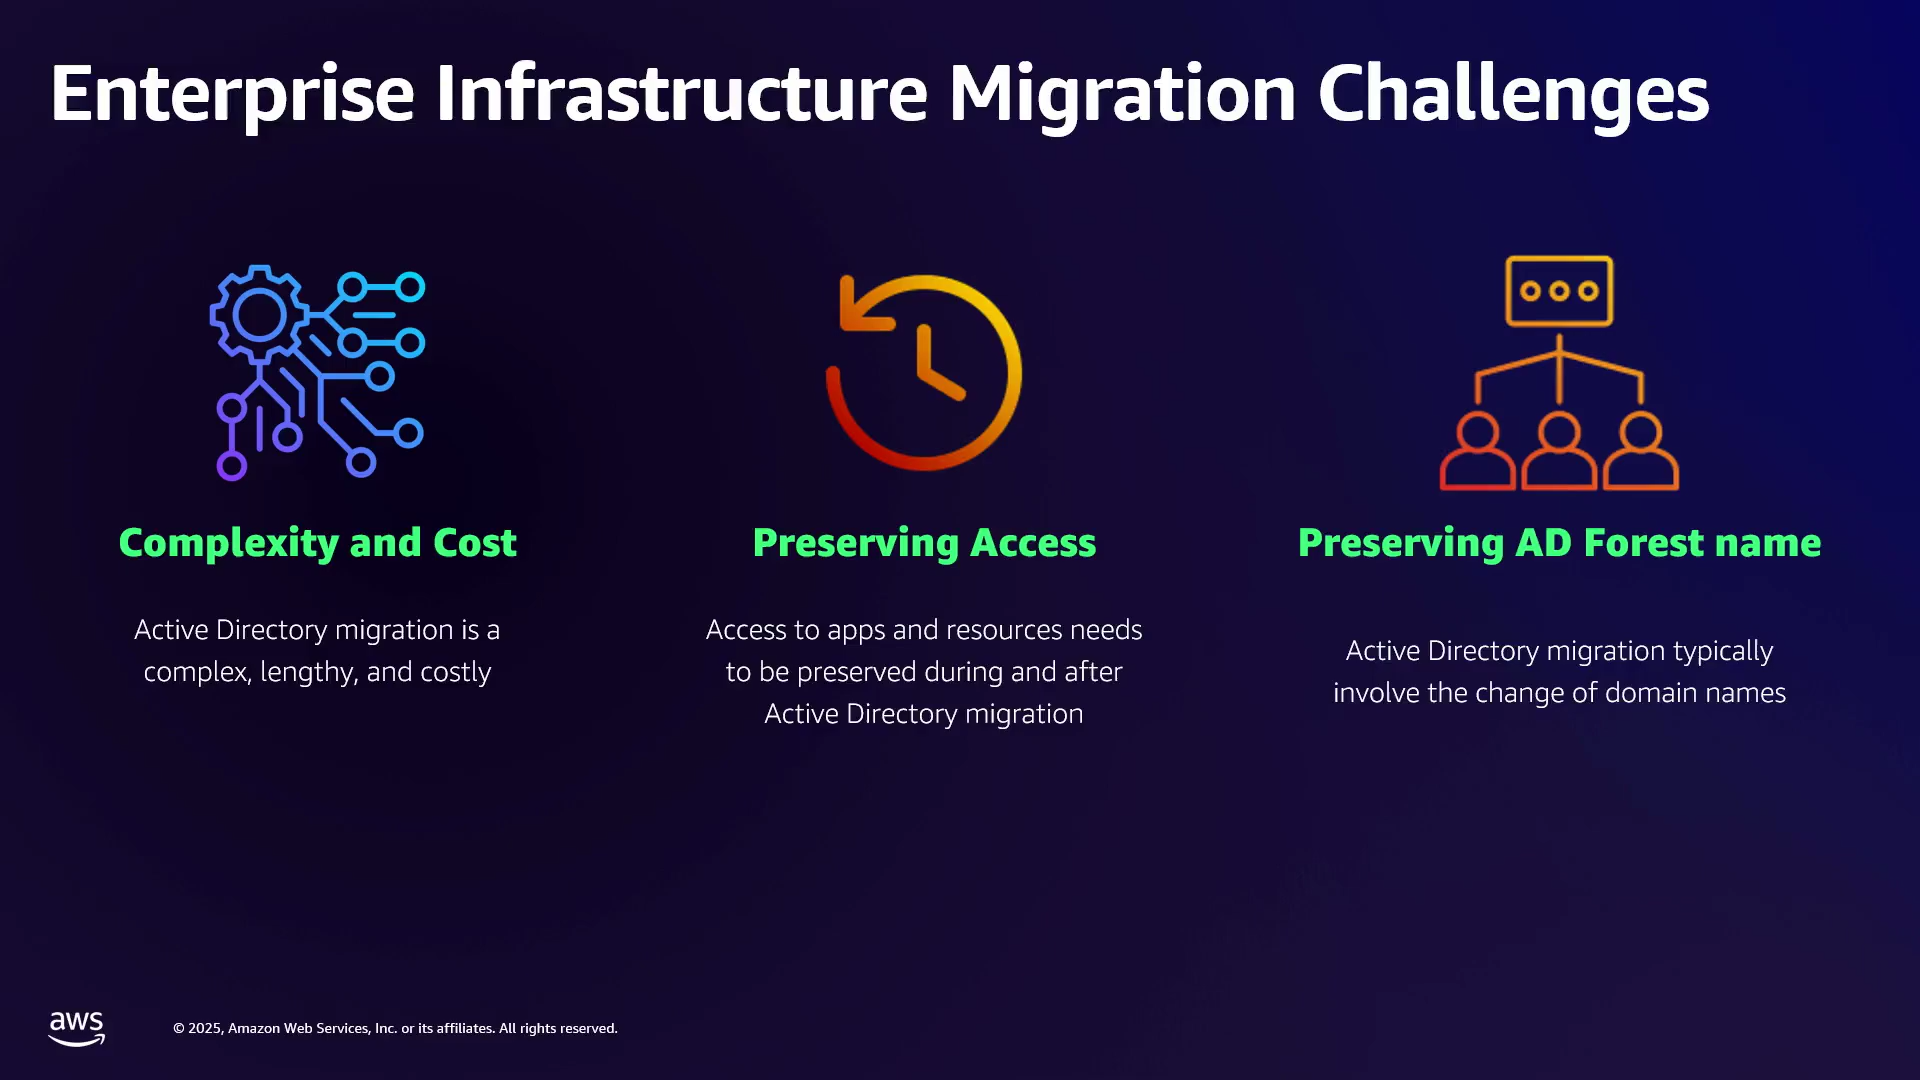 Enterprise Infrastructure Migration Challenges
Complexity and Cost
Active Directory migration is a
complex, lengthy, and costly
Preserving Access
Access to apps and resources needs
to be preserved during and after
Active Directory migration
Preserving AD Forest name
Active Directory migration typically
involve the change of domain names
aws
© 2025, Amazon Web Services, Inc. or its affiliates. All rights reserved.